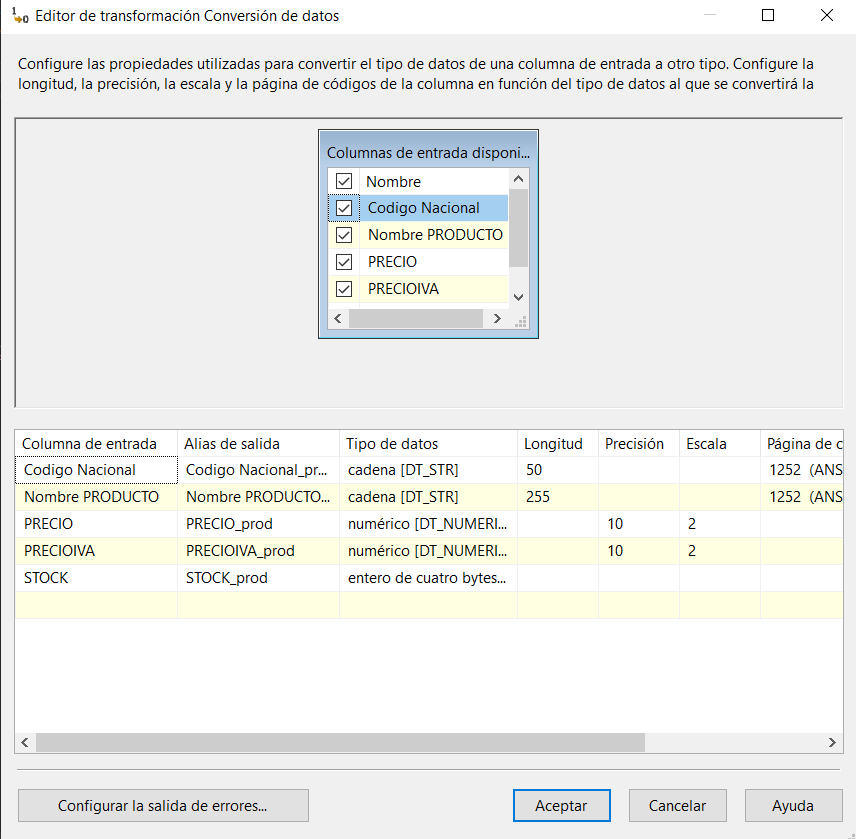 Editor de transformación Conversión de datos
Configure las propiedades utilizadas para convertir el tipo de datos de una columna de entrada a otro tipo. Configure la
longitud, la precisión, la escala y la página de códigos de la columna en función del tipo de datos al que se convertirá la
Columnas de entrada disponi...
Nombre
Codigo Nacional
Nombre PRODUCTO
PRECIO
PRECIOIVA
Columna de entrada Alias de salida Tipo de datos Longitud Precisión Escala Página de c
Codigo Nacional Codigo Nacional_pr... cadena [DT_STR] 50 1252 (ANS
Nombre PRODUCTO Nombre PRODUCTO... cadena [DT_STR] 255 1252 (ANS
PRECIO PRECIO_prod numérico [DT_NUMERI... 10 2
PRECIOIVA PRECIOIVA_prod numérico [DT_NUMERI... 10 2
STOCK STOCK_prod entero de cuatro bytes...
Configurar la salida de errores... Aceptar Cancelar Ayuda